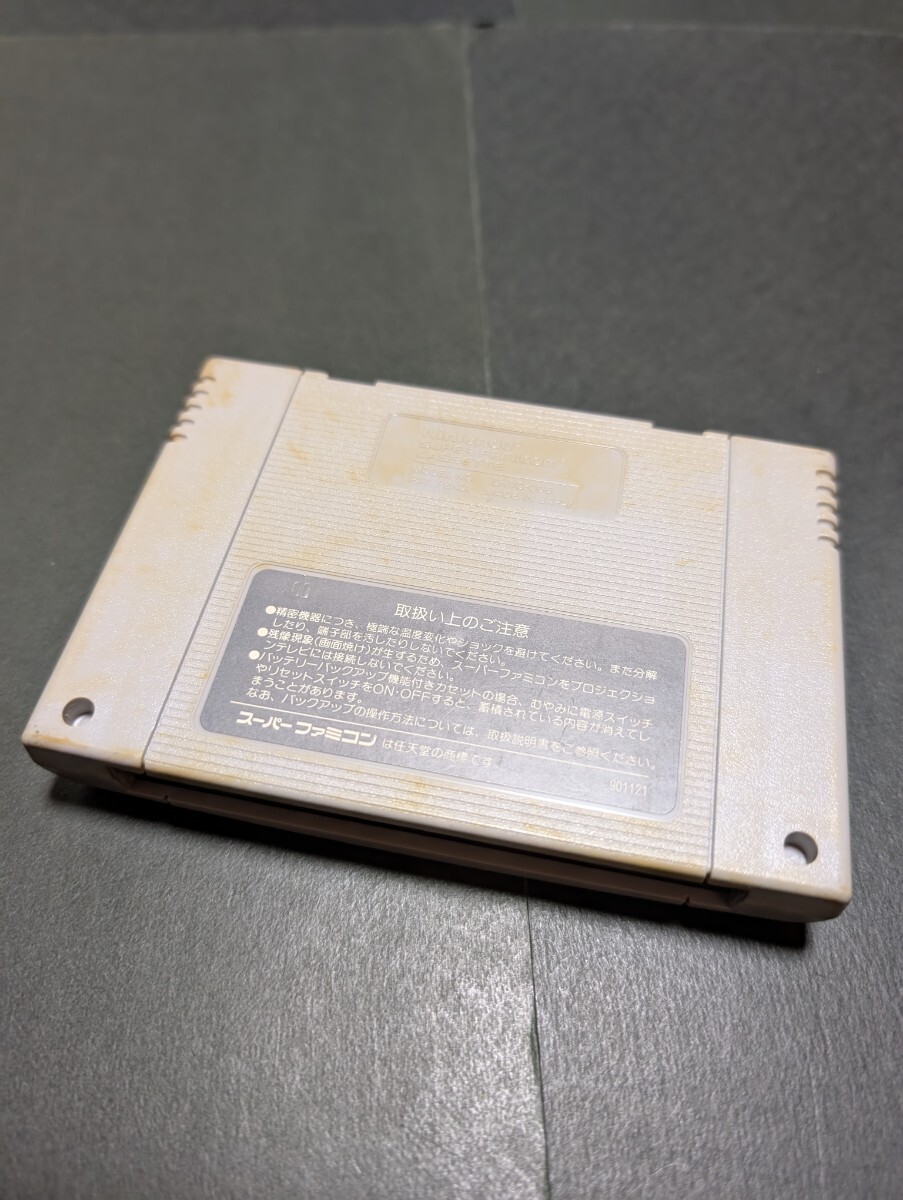 取扱い上のご注意
●精密機器につき、極端な温度変化やショックを避けてください。また分解
したり、端子部を汚したりしないでください。
●残像現象(画面焼け)が生ずるため、スーパーファミコンをプロジェクショ
ンテレビには接続しないでください。
●バッテリーバックアップ機能付きカセットの場合、むやみに電源スイッチ
やリセットスイッチをON・OFFすると、蓄積されている内容が消えてし
まうことがあります。
なお、バックアップの操作方法については、取扱説明書をご参照ください。
スーパーファミコンは任天堂の商標です。
901121